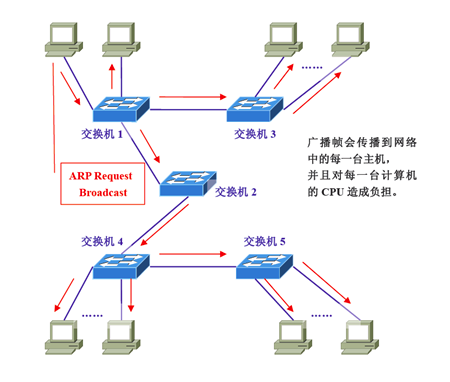 ……
交换机 1
交换机 3
广播帧会传播到网络
中的每一台主机，
并且对每一台计算机
的 CPU 造成负担。
ARP Request
Broadcast
交换机 2
交换机 4
交换机 5
……
……